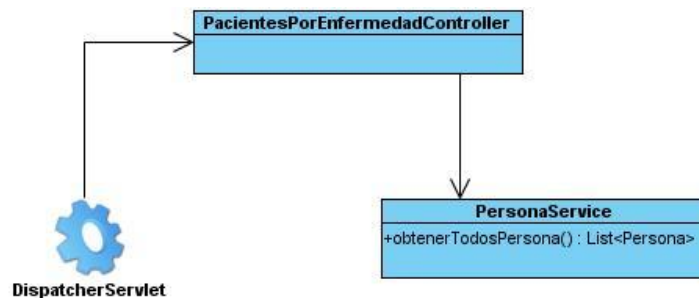 PacientesPorEnfermedadController
PersonaService
+obtenerTodosPersona() : List<Persona>
DispatcherServlet